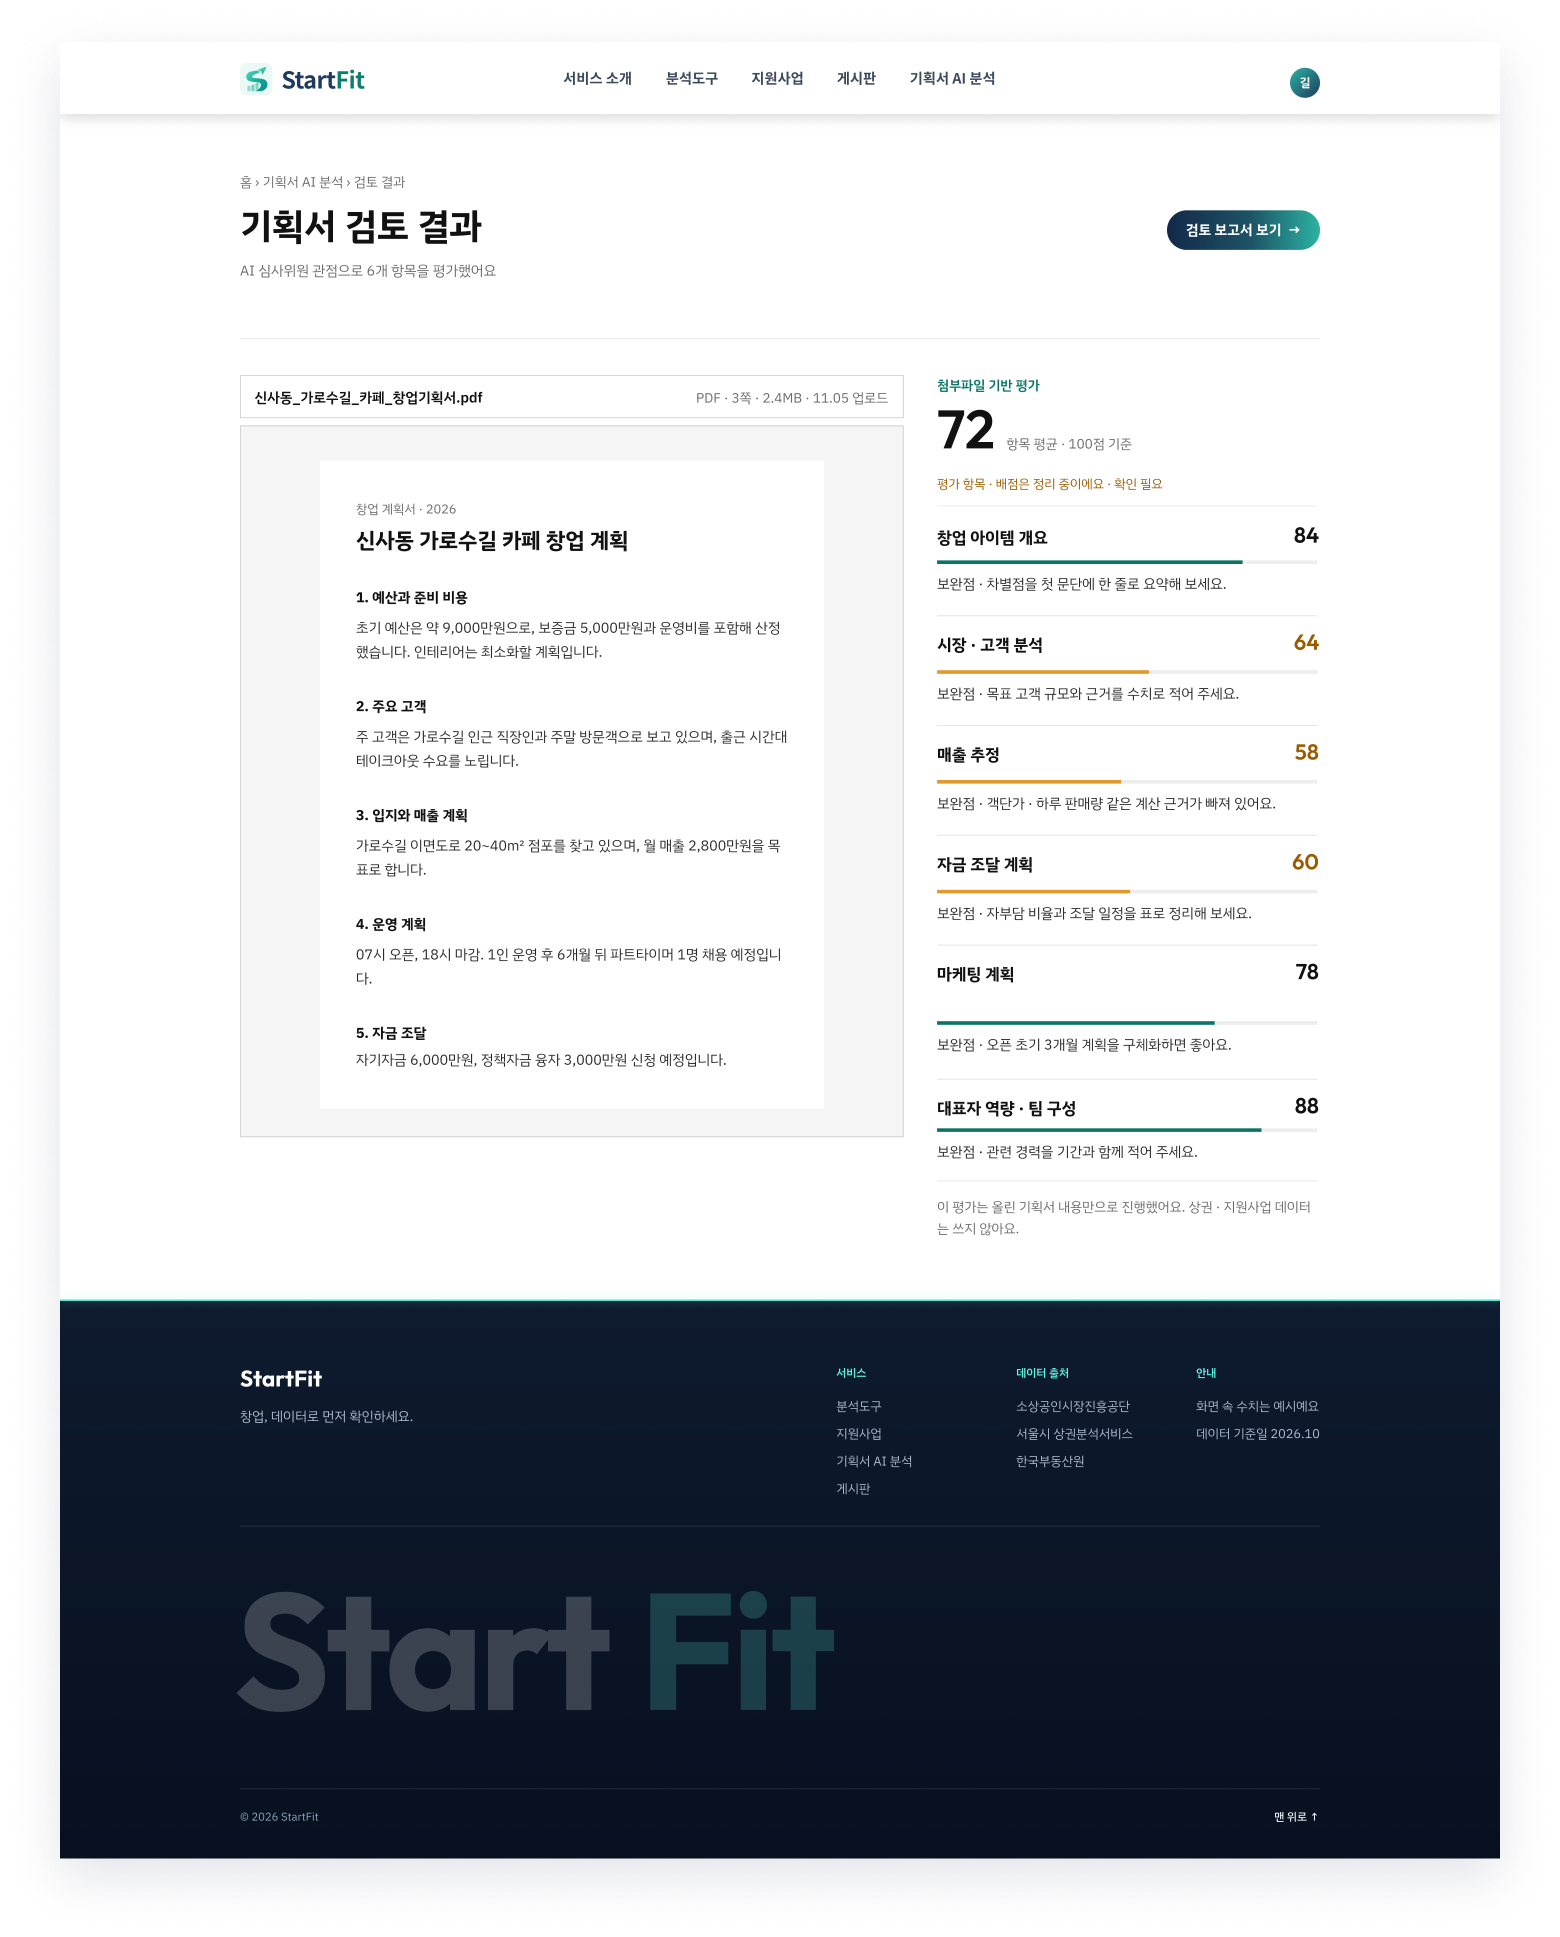 StartFit
서비스 소개
분석도구
지원사업
게시판
기획서 AI 분석
길
홈 › 기획서 AI 분석 › 검토 결과
기획서 검토 결과
검토 보고서 보기 →
AI 심사위원 관점으로 6개 항목을 평가했어요
신사동_가로수길_카페_창업기획서.pdf
PDF · 3쪽 · 2.4MB · 11.05 업로드
창업 계획서 · 2026
신사동 가로수길 카페 창업 계획
1. 예산과 준비 비용
초기 예산은 약 9,000만원으로, 보증금 5,000만원과 운영비를 포함해 산정
했습니다. 인테리어는 최소화할 계획입니다.
2. 주요 고객
주 고객은 가로수길 인근 직장인과 주말 방문객으로 보고 있으며, 출근 시간대
테이크아웃 수요를 노립니다.
3. 입지와 매출 계획
가로수길 이면도로 20~40m² 점포를 찾고 있으며, 월 매출 2,800만원을 목
표로 합니다.
4. 운영 계획
07시 오픈, 18시 마감. 1인 운영 후 6개월 뒤 파트타이머 1명 채용 예정입니
다.
5. 자금 조달
자기자금 6,000만원, 정책자금 융자 3,000만원 신청 예정입니다.
첨부파일 기반 평가
72 항목 평균 · 100점 기준
평가 항목 · 배점은 정리 중이에요 · 확인 필요
창업 아이템 개요 84
보완점 · 차별점을 첫 문단에 한 줄로 요약해 보세요.
시장 · 고객 분석 64
보완점 · 목표 고객 규모와 근거를 수치로 적어 주세요.
매출 추정 58
보완점 · 객단가 · 하루 판매량 같은 계산 근거가 빠져 있어요.
자금 조달 계획 60
보완점 · 자부담 비율과 조달 일정을 표로 정리해 보세요.
마케팅 계획 78
보완점 · 오픈 초기 3개월 계획을 구체화하면 좋아요.
대표자 역량 · 팀 구성 88
보완점 · 관련 경력을 기간과 함께 적어 주세요.
이 평가는 올린 기획서 내용만으로 진행했어요. 상권 · 지원사업 데이터
는 쓰지 않아요.
StartFit
창업, 데이터로 먼저 확인하세요.
서비스
분석도구
지원사업
기획서 AI 분석
게시판
데이터 출처
소상공인시장진흥공단
서울시 상권분석서비스
한국부동산원
안내
화면 속 수치는 예시예요
데이터 기준일 2026.10
Start Fit
© 2026 StartFit
맨 위로 ↑